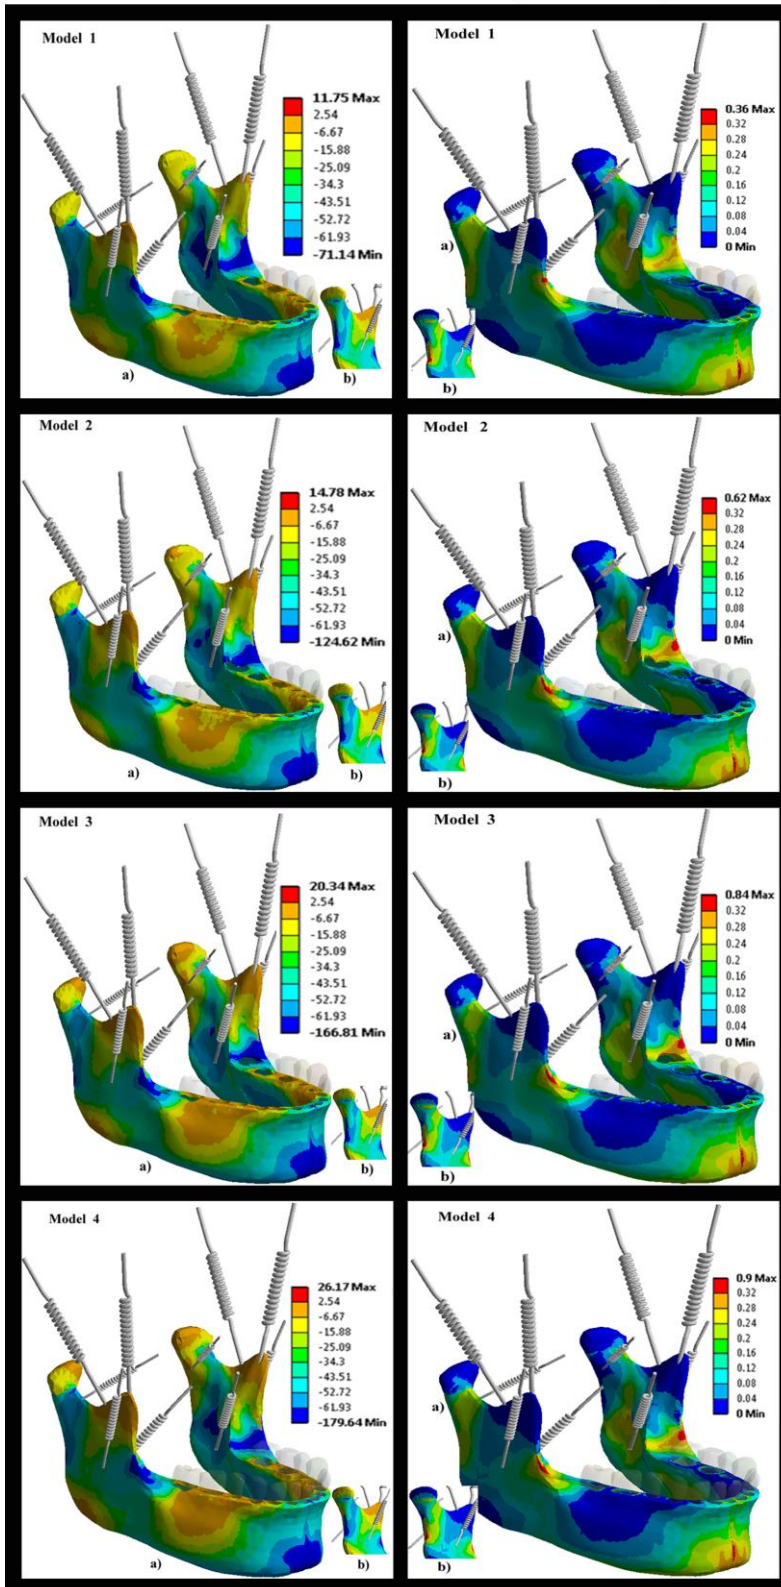 Model 1
11.75 Max
2.54
-6.67
-15.88
-25.09
-34.3
-43.51
-52.72
-61.93
-71.14 Min
a)
b)
Model 1
0.36 Max
0.32
0.28
0.24
0.2
0.16
0.12
0.08
0.04
0 Min
a)
b)
Model 2
14.78 Max
2.54
-6.67
-15.88
-25.09
-34.3
-43.51
-52.72
-61.93
-124.62 Min
a)
b)
Model 2
0.62 Max
0.32
0.28
0.24
0.2
0.16
0.12
0.08
0.04
0 Min
a)
b)
Model 3
20.34 Max
2.54
-6.67
-15.88
-25.09
-34.3
-43.51
-52.72
-61.93
-166.81 Min
a)
b)
Model 3
0.84 Max
0.32
0.28
0.24
0.2
0.16
0.12
0.08
0.04
0 Min
a)
b)
Model 4
26.17 Max
2.54
-6.67
-15.88
-25.09
-34.3
-43.51
-52.72
-61.93
-179.64 Min
a)
b)
Model 4
0.9 Max
0.32
0.28
0.24
0.2
0.16
0.12
0.08
0.04
0 Min
a)
b)